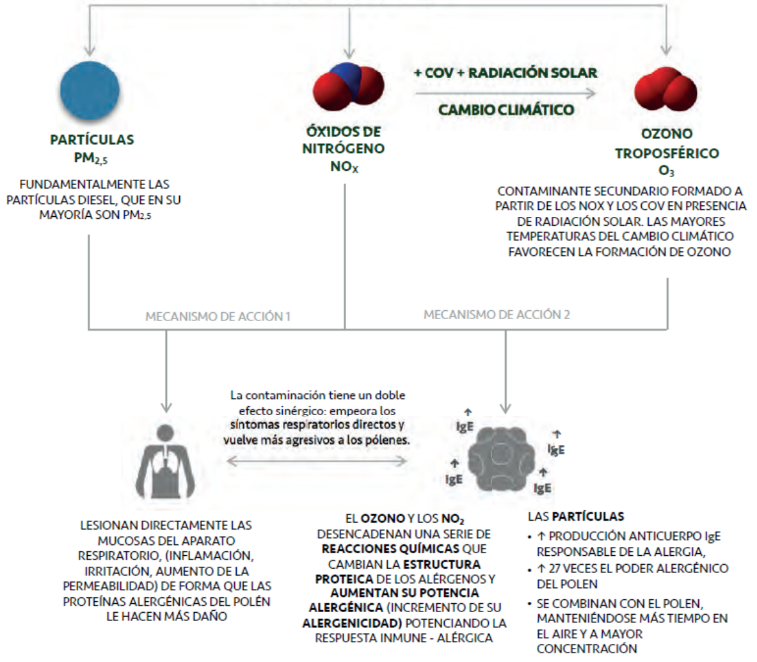 + COV + RADIACIÓN SOLAR
CAMBIO CLIMÁTICO
PARTÍCULAS
PM2,5
FUNDAMENTALMENTE LAS
PARTÍCULAS DIESEL, QUE EN SU
MAYORÍA SON PM2.5
ÓXIDOS DE
NITRÓGENO
NOX
OZONO
TROPOSFÉRICO
O3
CONTAMINANTE SECUNDARIO FORMADO A
PARTIR DE LOS NOX Y LOS COV EN PRESENCIA
DE RADIACIÓN SOLAR. LAS MAYORES
TEMPERATURAS DEL CAMBIO CLIMÁTICO
FAVORECEN LA FORMACIÓN DE OZONO
MECANISMO DE ACCIÓN 1
MECANISMO DE ACCIÓN 2
La contaminación tiene un doble
efecto sinérgico: empeora los
síntomas respiratorios directos y
vuelve más agresivos a los pólenes.
↑
IgE
↑
IgE
↑
IgE
↑
IgE
LESIONAN DIRECTAMENTE LAS
MUCOSAS DEL APARATO
RESPIRATORIO, (INFLAMACIÓN,
IRRITACIÓN, AUMENTO DE LA
PERMEABILIDAD) DE FORMA QUE LAS
PROTEÍNAS ALERGÉNICAS DEL POLÉN
LE HACEN MÁS DAÑO
EL OZONO Y LOS NO2
DESENCADENAN UNA SERIE DE
REACCIONES QUÍMICAS QUE
CAMBIAN LA ESTRUCTURA
PROTEICA DE LOS ALÉRGENOS Y
AUMENTAN SU POTENCIA
ALERGÉNICA (INCREMENTO DE SU
ALERGENICIDAD) POTENCIANDO LA
RESPUESTA INMUNE - ALÉRGICA
LAS PARTÍCULAS
• ↑ PRODUCCIÓN ANTICUERPO IgE
RESPONSABLE DE LA ALERGIA,
• ↑ 27 VECES EL PODER ALERGÉNICO
DEL POLEN
• SE COMBINAN CON EL POLEN,
MANTENIÉNDOSE MÁS TIEMPO EN
EL AIRE Y A MAYOR
CONCENTRACIÓN